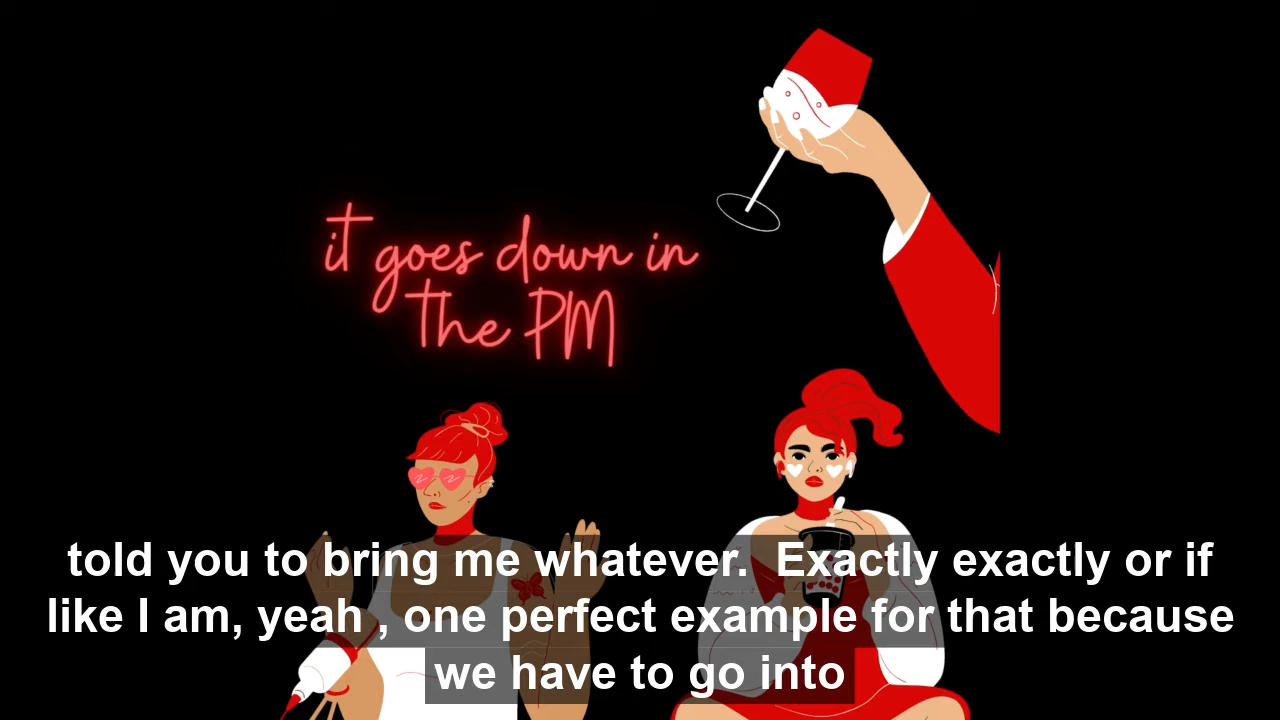 it goes down in
the PM
told you to bring me whatever.  Exactly exactly or if
like I am, yeah , one perfect example for that because
we have to go into